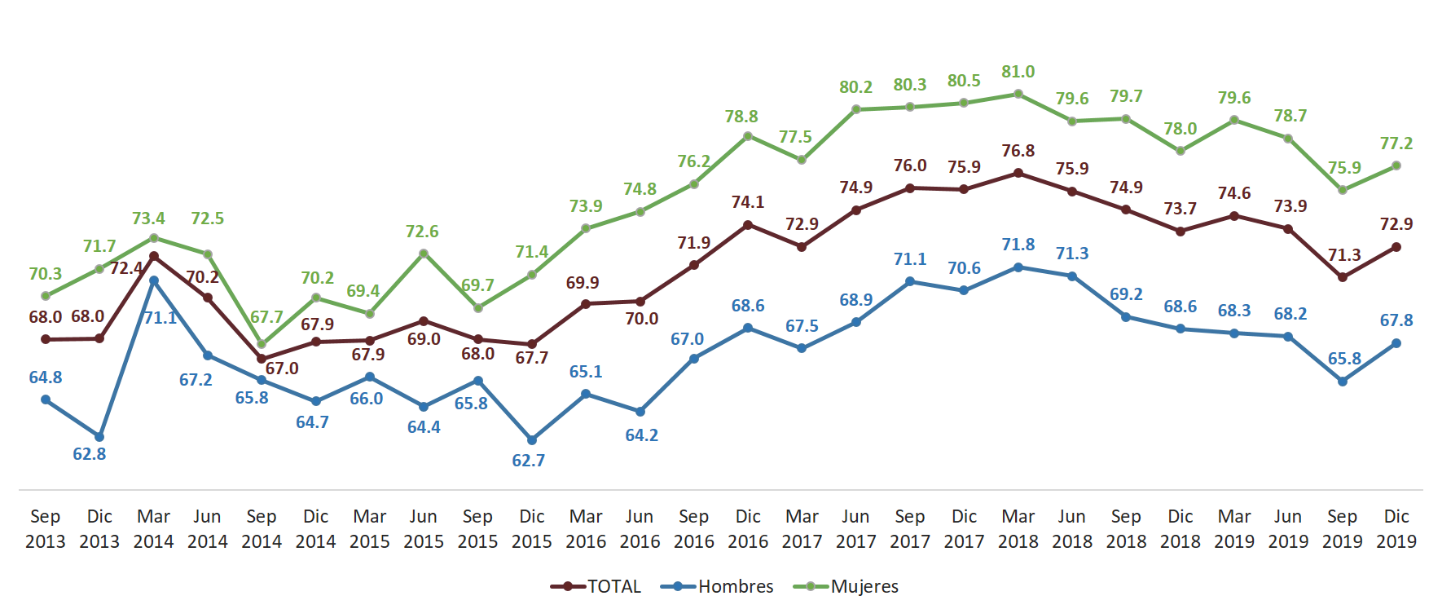 81.0
80.2 80.3 80.5 79.6 79.7 79.6
78.8 77.5 78.0 78.7
76.2 76.0 75.9 76.8 75.9 75.9 77.2
73.4 72.5 72.6 73.9 74.8 74.1 72.9 74.9 74.9 73.7 74.6 73.9 72.9
70.3 71.7 72.4 70.2 70.2 69.4 69.7 71.4 71.9 71.1 70.6 71.8 71.3 71.3
68.0 68.0 71.1 67.7 67.9 69.9 70.0 68.6 67.5 68.9 69.2 68.6 68.3 68.2 67.8
67.0 67.9 69.0 68.0 67.7 67.0
64.8 67.2 65.8 66.0 65.8 65.1 65.8
62.8 64.7 64.4 62.7 64.2
Sep Dic Mar Jun Sep Dic Mar Jun Sep Dic Mar Jun Sep Dic Mar Jun Sep Dic Mar Jun Sep Dic Mar Jun Sep Dic
2013 2013 2014 2014 2014 2014 2015 2015 2015 2015 2016 2016 2016 2016 2017 2017 2017 2017 2018 2018 2018 2018 2019 2019 2019 2019
TOTAL Hombres Mujeres